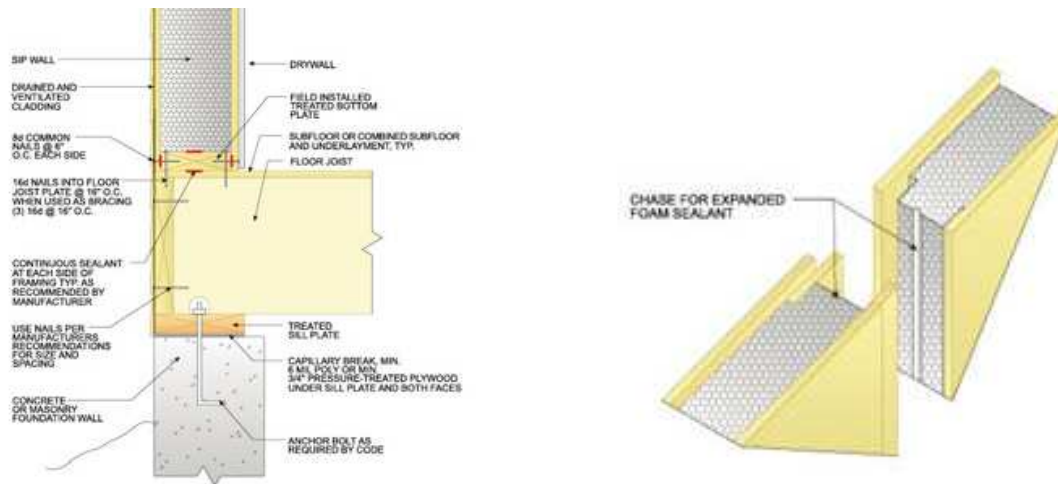 SIP WALL
DRAINED AND
VENTILATED
CLADDING
8d COMMON
NAILS @ 6"
O.C. EACH SIDE
16d NAILS INTO FLOOR
JOIST PLATE @ 16" O.C.
WHEN USED AS BRACING
(3) 16d @ 16" O.C.
CONTINUOUS SEALANT
AT EACH SIDE OF
FRAMING TYP. AS
RECOMMENDED BY
MANUFACTURER
USE NAILS PER
MANUFACTURERS
RECOMMENDATIONS
FOR SIZE AND
SPACING
CONCRETE
OR MASONRY
FOUNDATION WALL
DRYWALL
FIELD INSTALLED
TREATED BOTTOM
PLATE
SUBFLOOR OR COMBINED SUBFLOOR
AND UNDERLAYMENT, TYP.
FLOOR JOIST
TREATED
SILL PLATE
CAPILLARY BREAK, MIN.
6 MIL POLY OR MIN.
3/4" PRESSURE-TREATED PLYWOOD
UNDER SILL PLATE AND BOTH FACES
ANCHOR BOLT AS
REQUIRED BY CODE
CHASE FOR EXPANDED
FOAM SEALANT